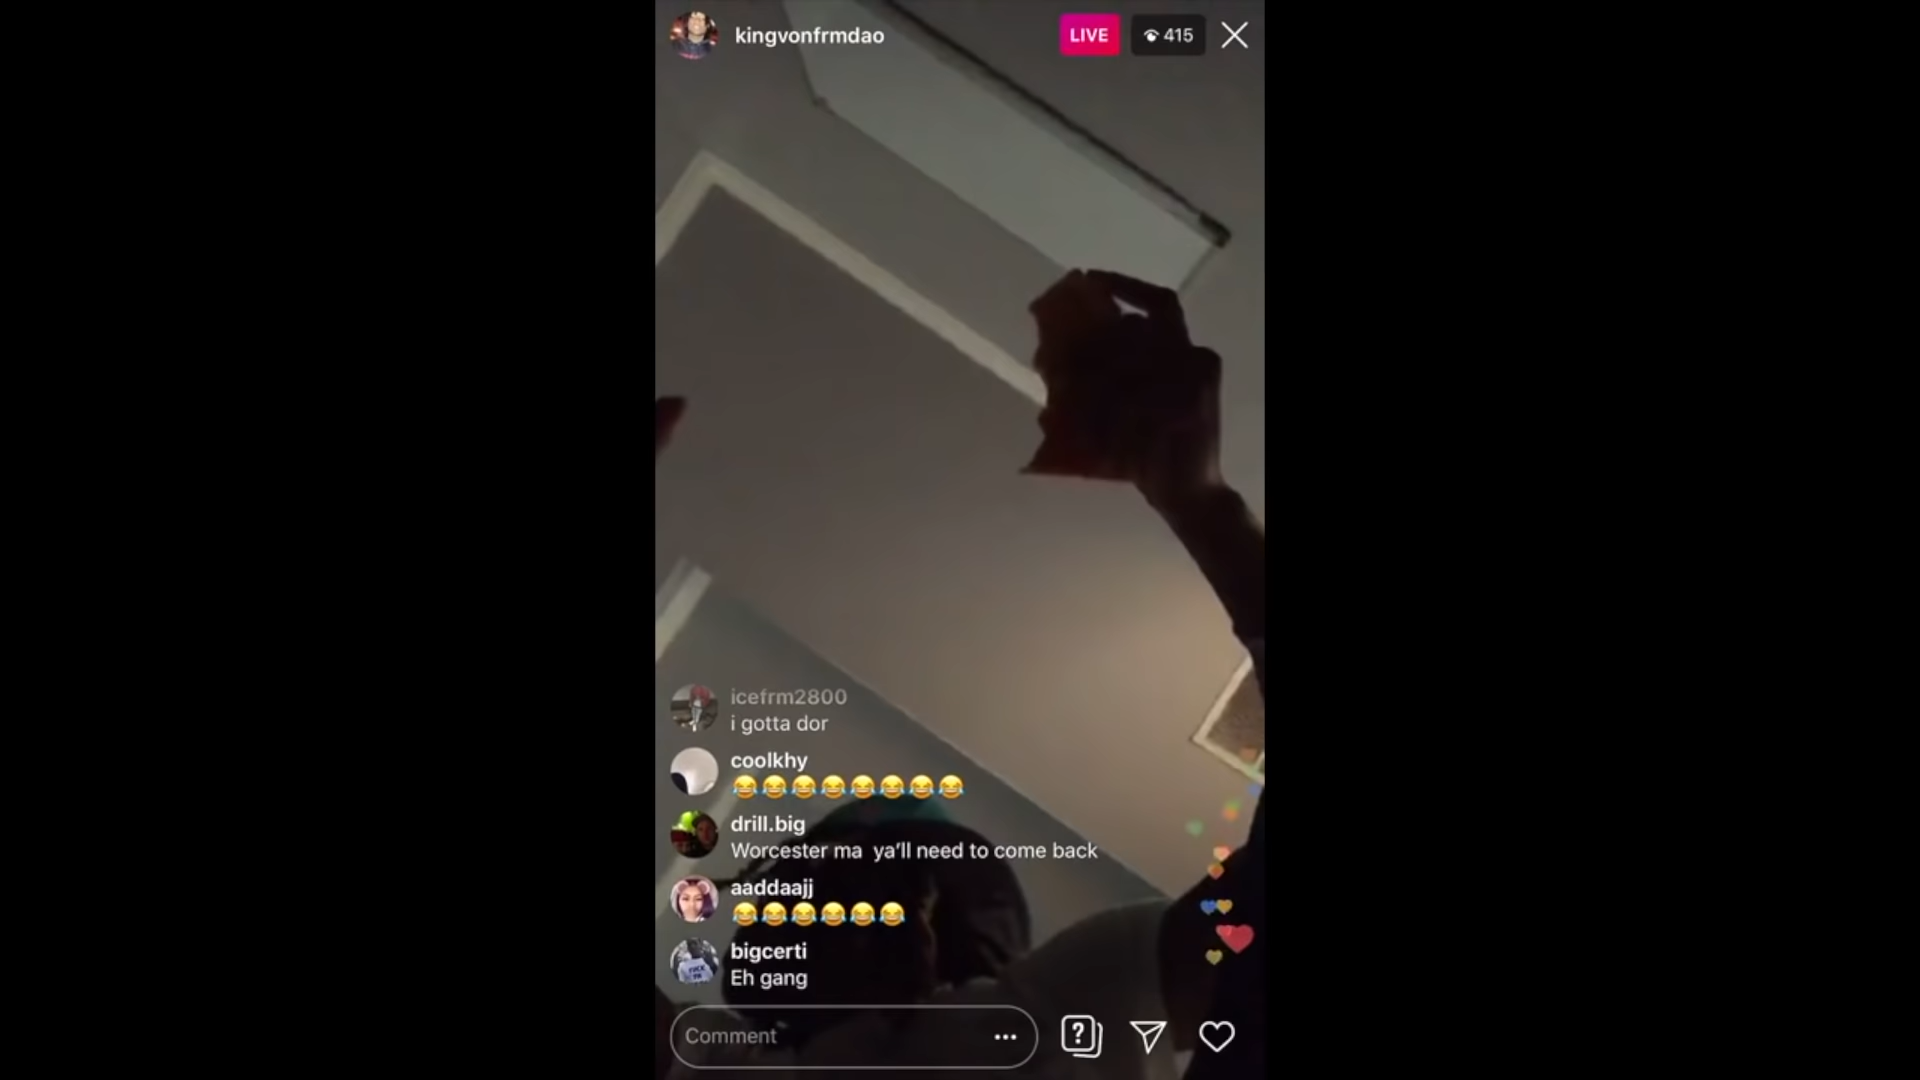 kingvonfrmdao
LIVE
415
icefrm2800
i gotta dor
coolkhy
😂😂😂😂😂😂😂😂
drill.big
Worcester ma  ya'll need to come back
aaddaajj
😂😂😂😂😂😂
bigcerti
Eh gang
Comment